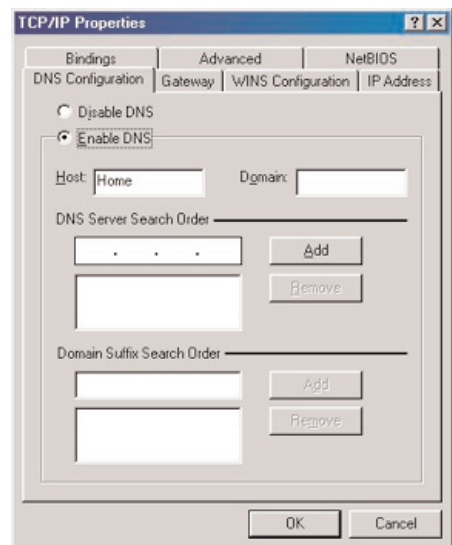 TCP/IP Properties ? ×
Bindings Advanced NetBIOS
DNS Configuration Gateway WINS Configuration IP Address
Disable DNS
Enable DNS
Host: Home Domain:
DNS Server Search Order
. . .
Add
Remove
Domain Suffix Search Order
Add
Remove
OK Cancel